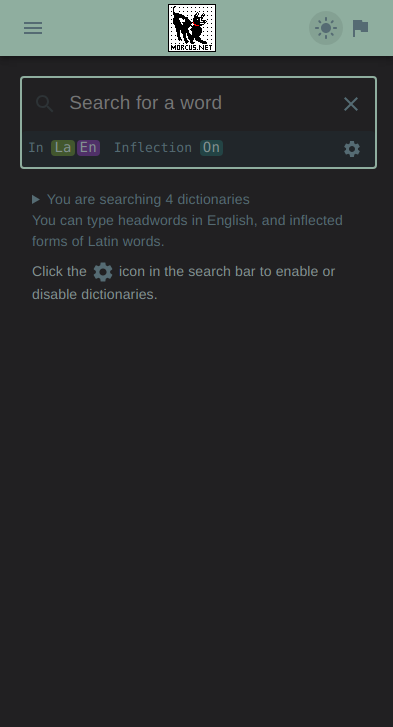 MORCUS.NET
Search for a word
In La En Inflection On
You are searching 4 dictionaries
You can type headwords in English, and inflected
forms of Latin words.
Click the icon in the search bar to enable or
disable dictionaries.